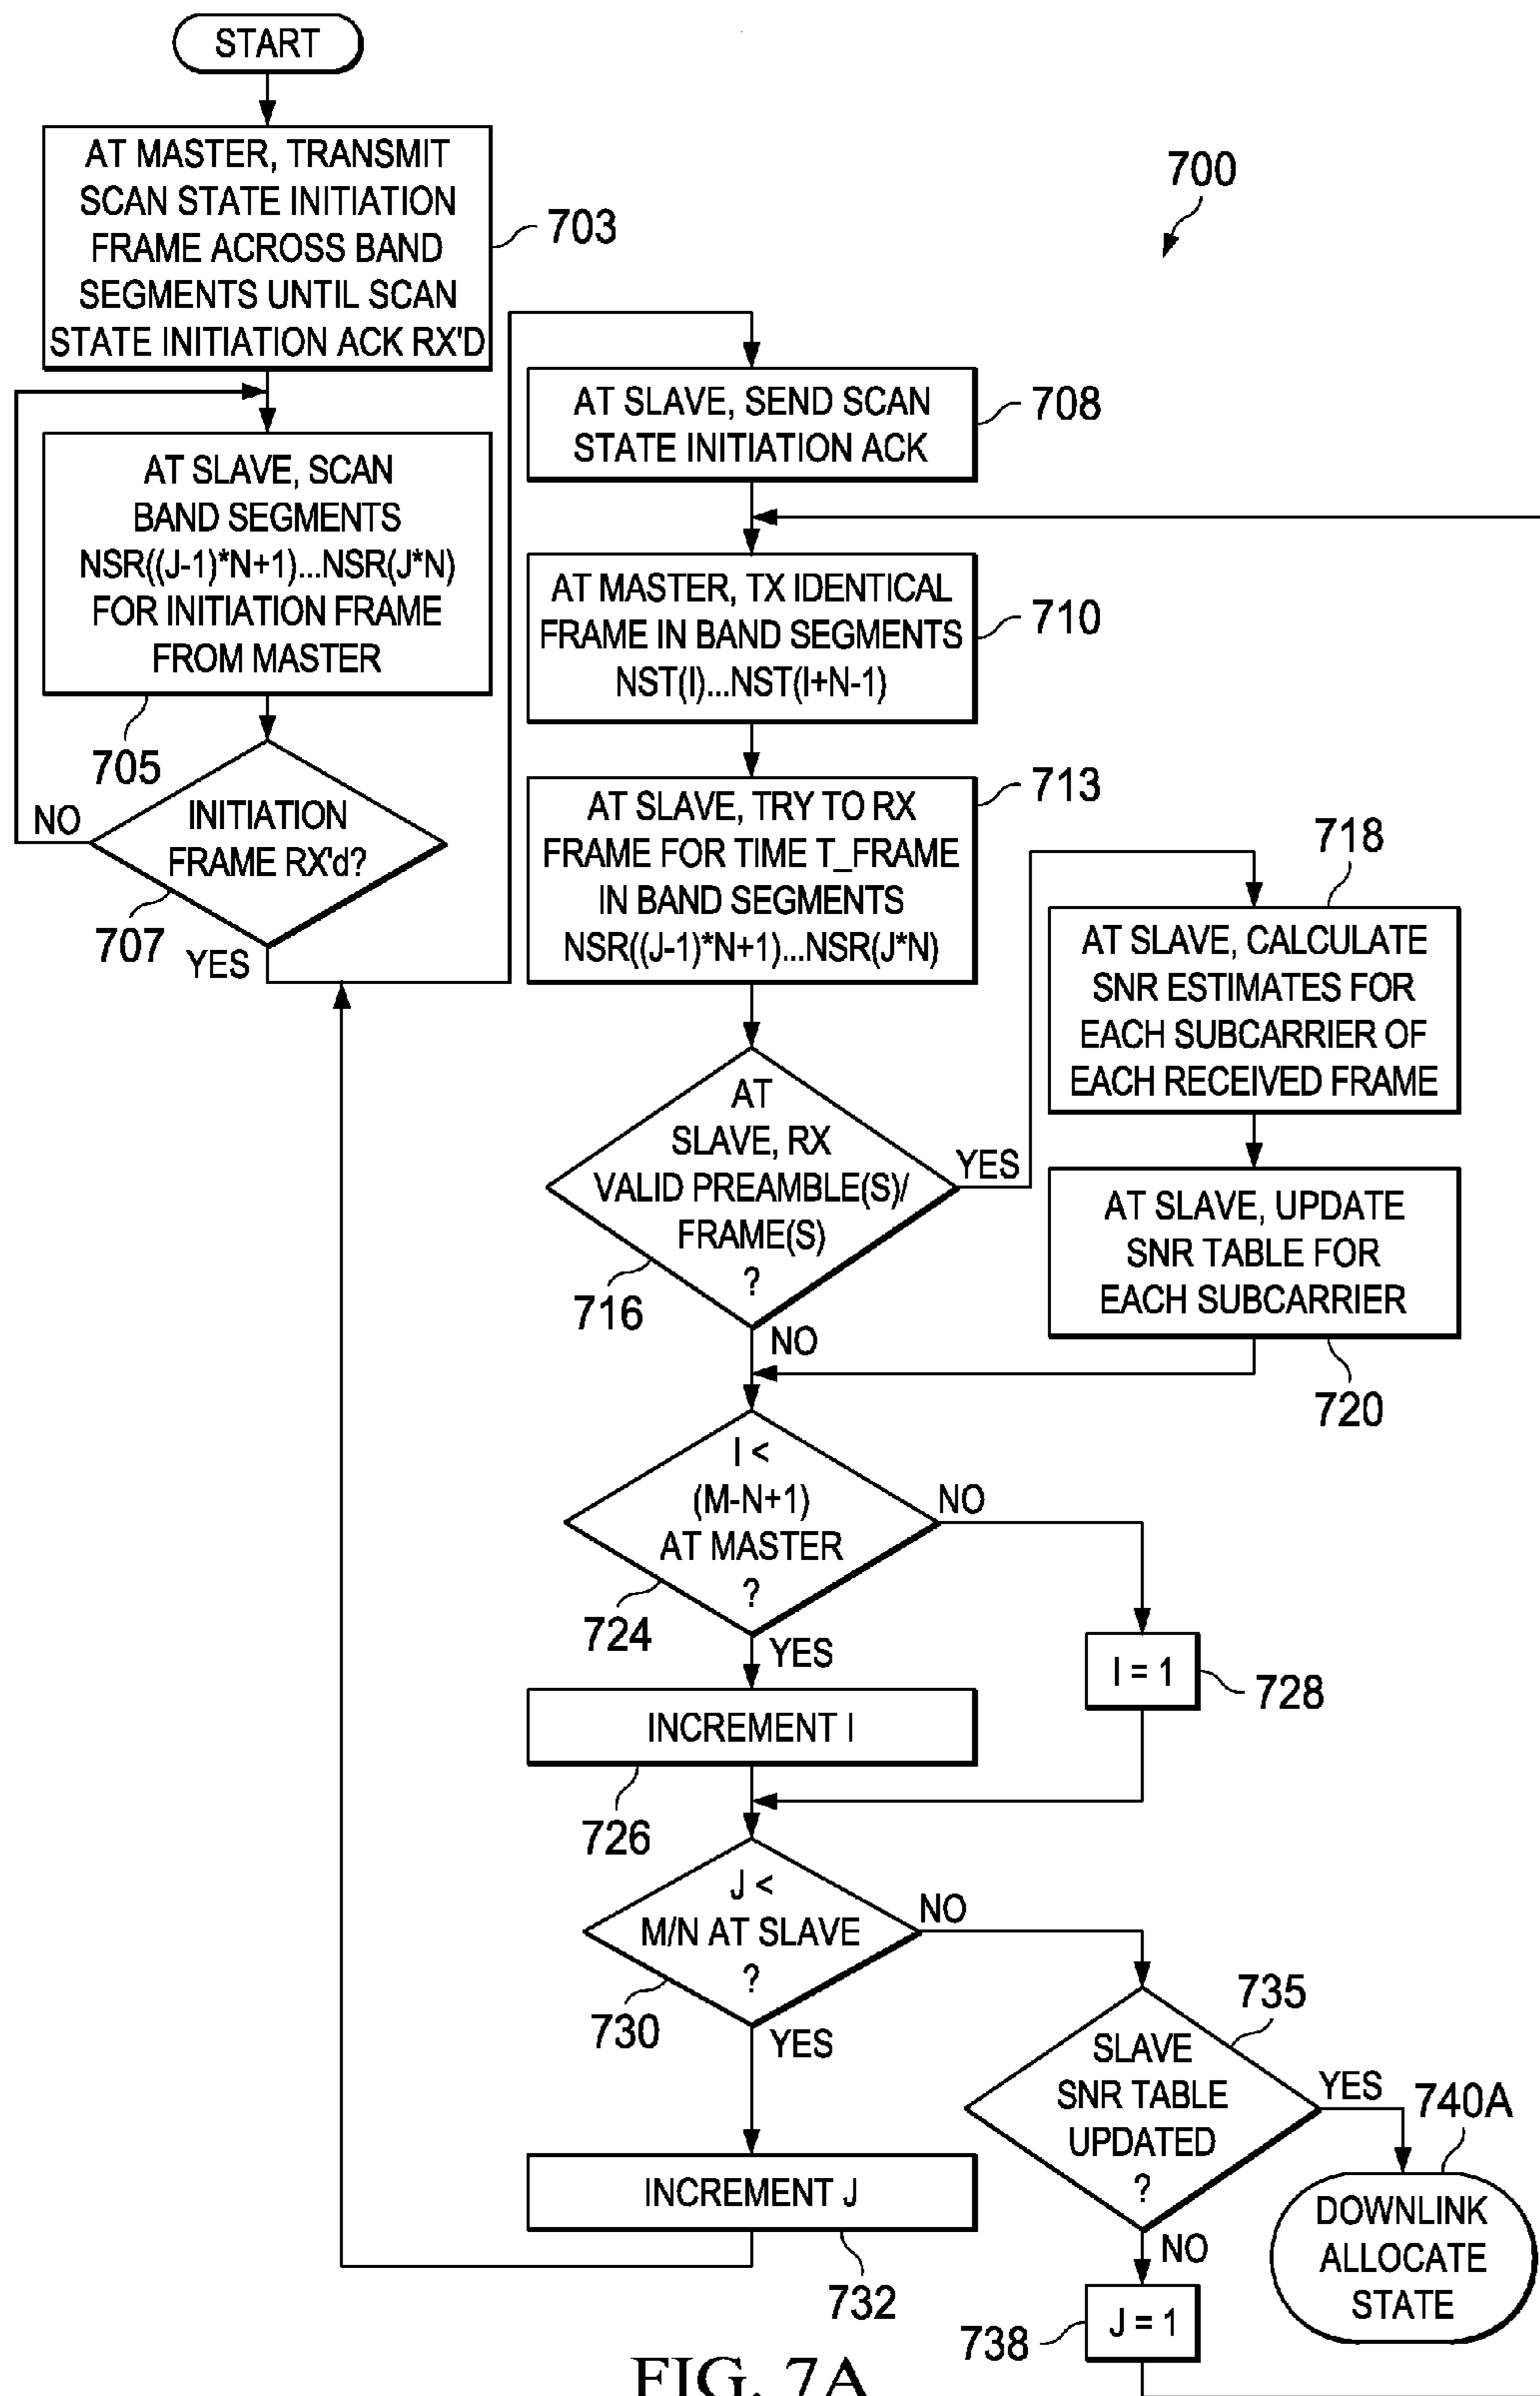 START
AT MASTER, TRANSMIT
SCAN STATE INITIATION
FRAME ACROSS BAND
SEGMENTS UNTIL SCAN
STATE INITIATION ACK RX'D
703
700
AT SLAVE, SCAN
BAND SEGMENTS
NSR((J-1)*N+1)...NSR(J*N)
FOR INITIATION FRAME
FROM MASTER
705
INITIATION
FRAME RX'd?
NO
707
YES
AT SLAVE, SEND SCAN
STATE INITIATION ACK
708
AT MASTER, TX IDENTICAL
FRAME IN BAND SEGMENTS
NST(I)...NST(I+N-1)
710
AT SLAVE, TRY TO RX
FRAME FOR TIME T_FRAME
IN BAND SEGMENTS
NSR((J-1)*N+1)...NSR(J*N)
713
AT
SLAVE, RX
VALID PREAMBLE(S)/
FRAME(S)
?
YES
716
NO
718
AT SLAVE, CALCULATE
SNR ESTIMATES FOR
EACH SUBCARRIER OF
EACH RECEIVED FRAME
AT SLAVE, UPDATE
SNR TABLE FOR
EACH SUBCARRIER
720
I <
(M-N+1)
AT MASTER
?
NO
724
YES
I = 1
728
INCREMENT I
726
J <
M/N AT SLAVE
?
NO
730
YES
INCREMENT J
732
735
SLAVE
SNR TABLE
UPDATED
?
YES
740A
NO
DOWNLINK
ALLOCATE
STATE
J = 1
738
FIG. 7A